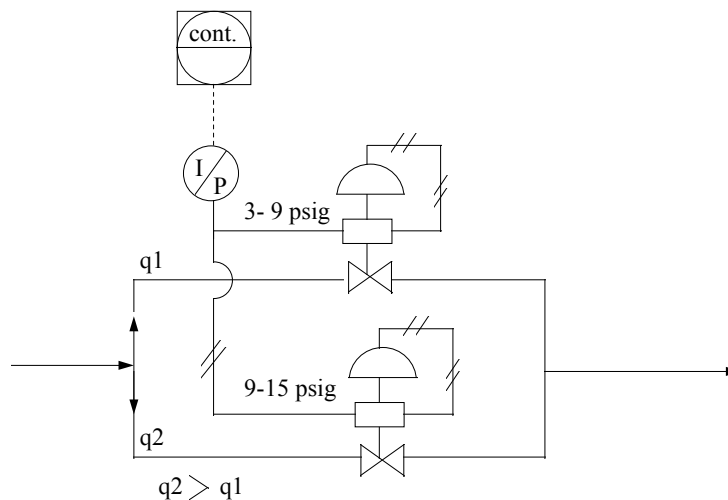 cont.
I
P
3- 9 psig
q1
9-15 psig
q2
q2 > q1